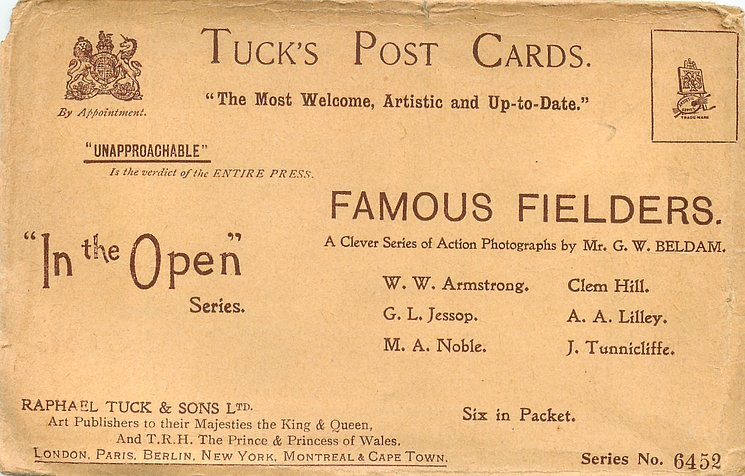 TUCK'S POST CARDS.
By Appointment.
"The Most Welcome, Artistic and Up-to-Date."
TRADE MARK
"UNAPPROACHABLE"
Is the verdict of the ENTIRE PRESS.
FAMOUS FIELDERS.
A Clever Series of Action Photographs by Mr. G. W. BELDAM.
"In the Open"
Series.
W. W. Armstrong. Clem Hill.
G. L. Jessop. A. A. Lilley.
M. A. Noble. J. Tunnicliffe.
RAPHAEL TUCK & SONS LTD.
Art Publishers to their Majesties the King & Queen,
And T.R.H. The Prince & Princess of Wales.
LONDON, PARIS, BERLIN, NEW YORK, MONTREAL & CAPE TOWN.
Six in Packet.
Series No. 6452